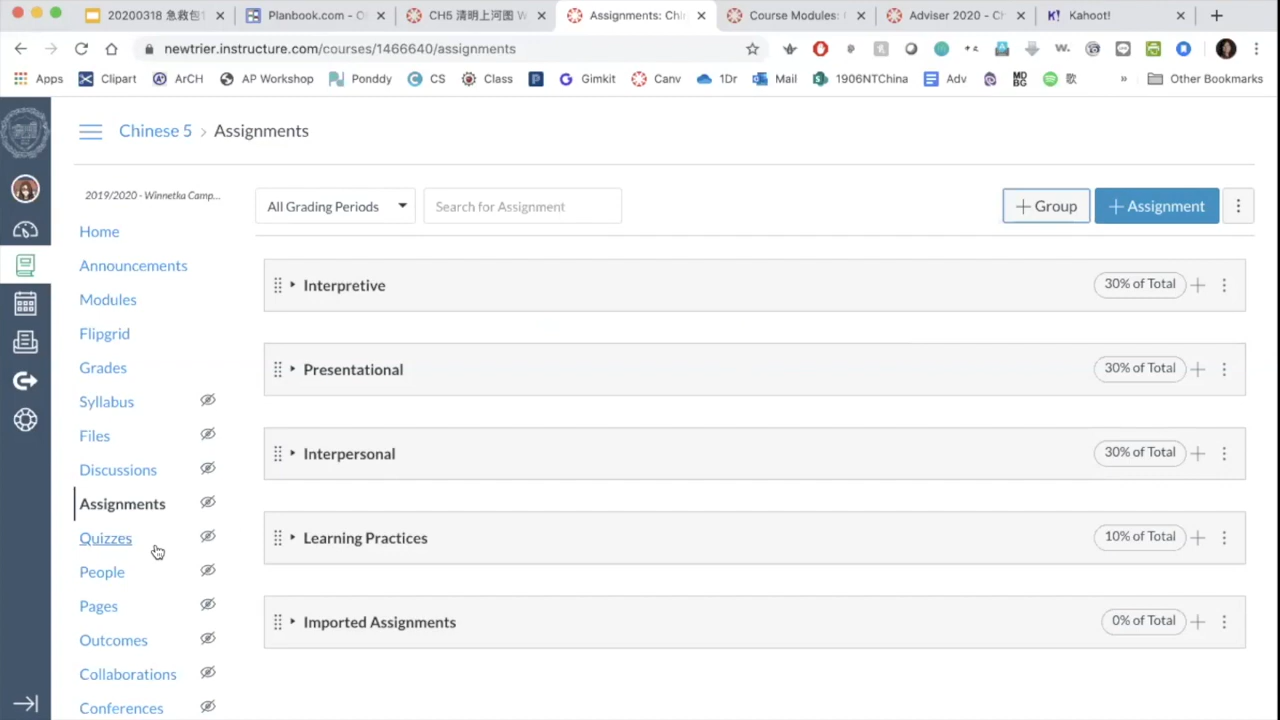 20200318 急救包1
Planbook.com - O
CH5 清明上河图 W
Assignments: Chi
Course Modules:
Adviser 2020 - Ch
Kahoot!
newtrier.instructure.com/courses/1466640/assignments
Apps
Clipart
ArCH
AP Workshop
Ponddy
CS
Class
Gimkit
Canv
1Dr
Mail
1906NTChina
Adv
MDBG
歌
»
Other Bookmarks
Chinese 5 › Assignments
2019/2020 - Winnetka Camp...
All Grading Periods
Search for Assignment
+ Group
+ Assignment
Home
Announcements
Modules
Flipgrid
Grades
Syllabus
Files
Discussions
Assignments
Quizzes
People
Pages
Outcomes
Collaborations
Conferences
Interpretive 30% of Total
Presentational 30% of Total
Interpersonal 30% of Total
Learning Practices 10% of Total
Imported Assignments 0% of Total